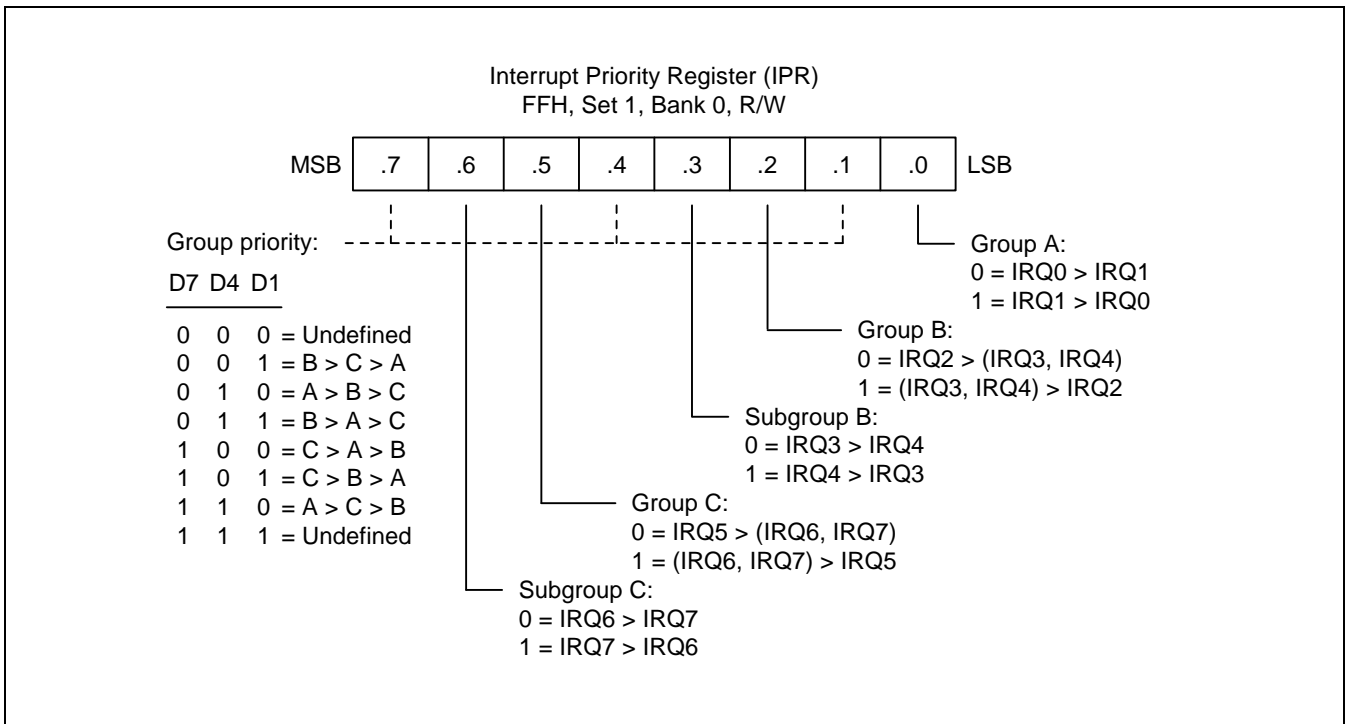 Interrupt Priority Register (IPR)
FFH, Set 1, Bank 0, R/W
MSB .7 .6 .5 .4 .3 .2 .1 .0 LSB
Group priority:
D7 D4 D1
0 0 0 = Undefined
0 0 1 = B > C > A
0 1 0 = A > B > C
0 1 1 = B > A > C
1 0 0 = C > A > B
1 0 1 = C > B > A
1 1 0 = A > C > B
1 1 1 = Undefined
Group A:
0 = IRQ0 > IRQ1
1 = IRQ1 > IRQ0
Group B:
0 = IRQ2 > (IRQ3, IRQ4)
1 = (IRQ3, IRQ4) > IRQ2
Subgroup B:
0 = IRQ3 > IRQ4
1 = IRQ4 > IRQ3
Group C:
0 = IRQ5 > (IRQ6, IRQ7)
1 = (IRQ6, IRQ7) > IRQ5
Subgroup C:
0 = IRQ6 > IRQ7
1 = IRQ7 > IRQ6